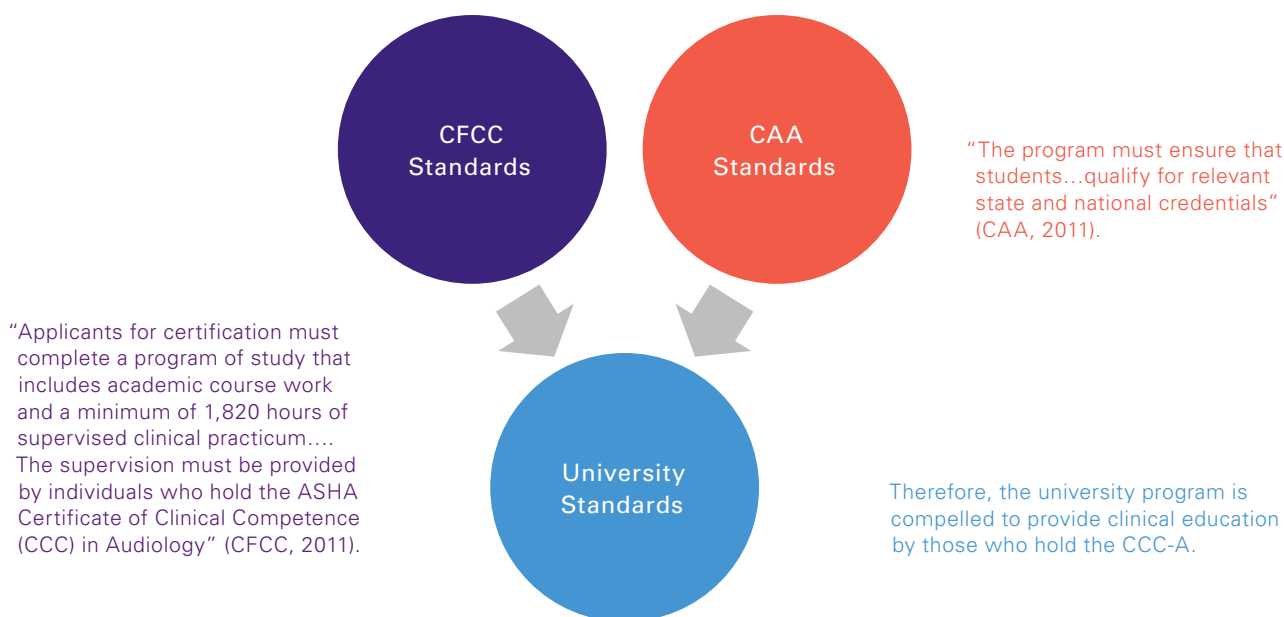 CFCC
Standards
CAA
Standards
“The program must ensure that
students…qualify for relevant
state and national credentials”
(CAA, 2011).
“Applicants for certification must
complete a program of study that
includes academic course work
and a minimum of 1,820 hours of
supervised clinical practicum….
The supervision must be provided
by individuals who hold the ASHA
Certificate of Clinical Competence
(CCC) in Audiology” (CFCC, 2011).
University
Standards
Therefore, the university program is
compelled to provide clinical education
by those who hold the CCC-A.